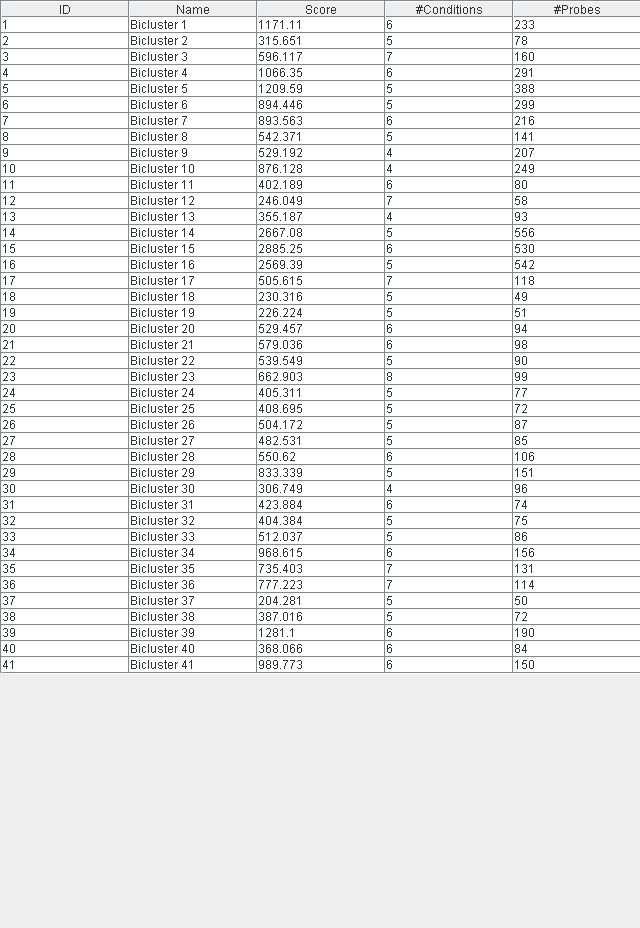 ID Name Score #Conditions #Probes
1 Bicluster 1 1171.11 6 233
2 Bicluster 2 315.651 5 78
3 Bicluster 3 596.117 7 160
4 Bicluster 4 1066.35 6 291
5 Bicluster 5 1209.59 5 388
6 Bicluster 6 894.446 5 299
7 Bicluster 7 893.563 6 216
8 Bicluster 8 542.371 5 141
9 Bicluster 9 529.192 4 207
10 Bicluster 10 876.128 4 249
11 Bicluster 11 402.189 6 80
12 Bicluster 12 246.049 7 58
13 Bicluster 13 355.187 4 93
14 Bicluster 14 2667.08 5 556
15 Bicluster 15 2885.25 6 530
16 Bicluster 16 2569.39 5 542
17 Bicluster 17 505.615 7 118
18 Bicluster 18 230.316 5 49
19 Bicluster 19 226.224 5 51
20 Bicluster 20 529.457 6 94
21 Bicluster 21 579.036 6 98
22 Bicluster 22 539.549 5 90
23 Bicluster 23 662.903 8 99
24 Bicluster 24 405.311 5 77
25 Bicluster 25 408.695 5 72
26 Bicluster 26 504.172 5 87
27 Bicluster 27 482.531 5 85
28 Bicluster 28 550.62 6 106
29 Bicluster 29 833.339 5 151
30 Bicluster 30 306.749 4 96
31 Bicluster 31 423.884 6 74
32 Bicluster 32 404.384 5 75
33 Bicluster 33 512.037 5 86
34 Bicluster 34 968.615 6 156
35 Bicluster 35 735.403 7 131
36 Bicluster 36 777.223 7 114
37 Bicluster 37 204.281 5 50
38 Bicluster 38 387.016 5 72
39 Bicluster 39 1281.1 6 190
40 Bicluster 40 368.066 6 84
41 Bicluster 41 989.773 6 150